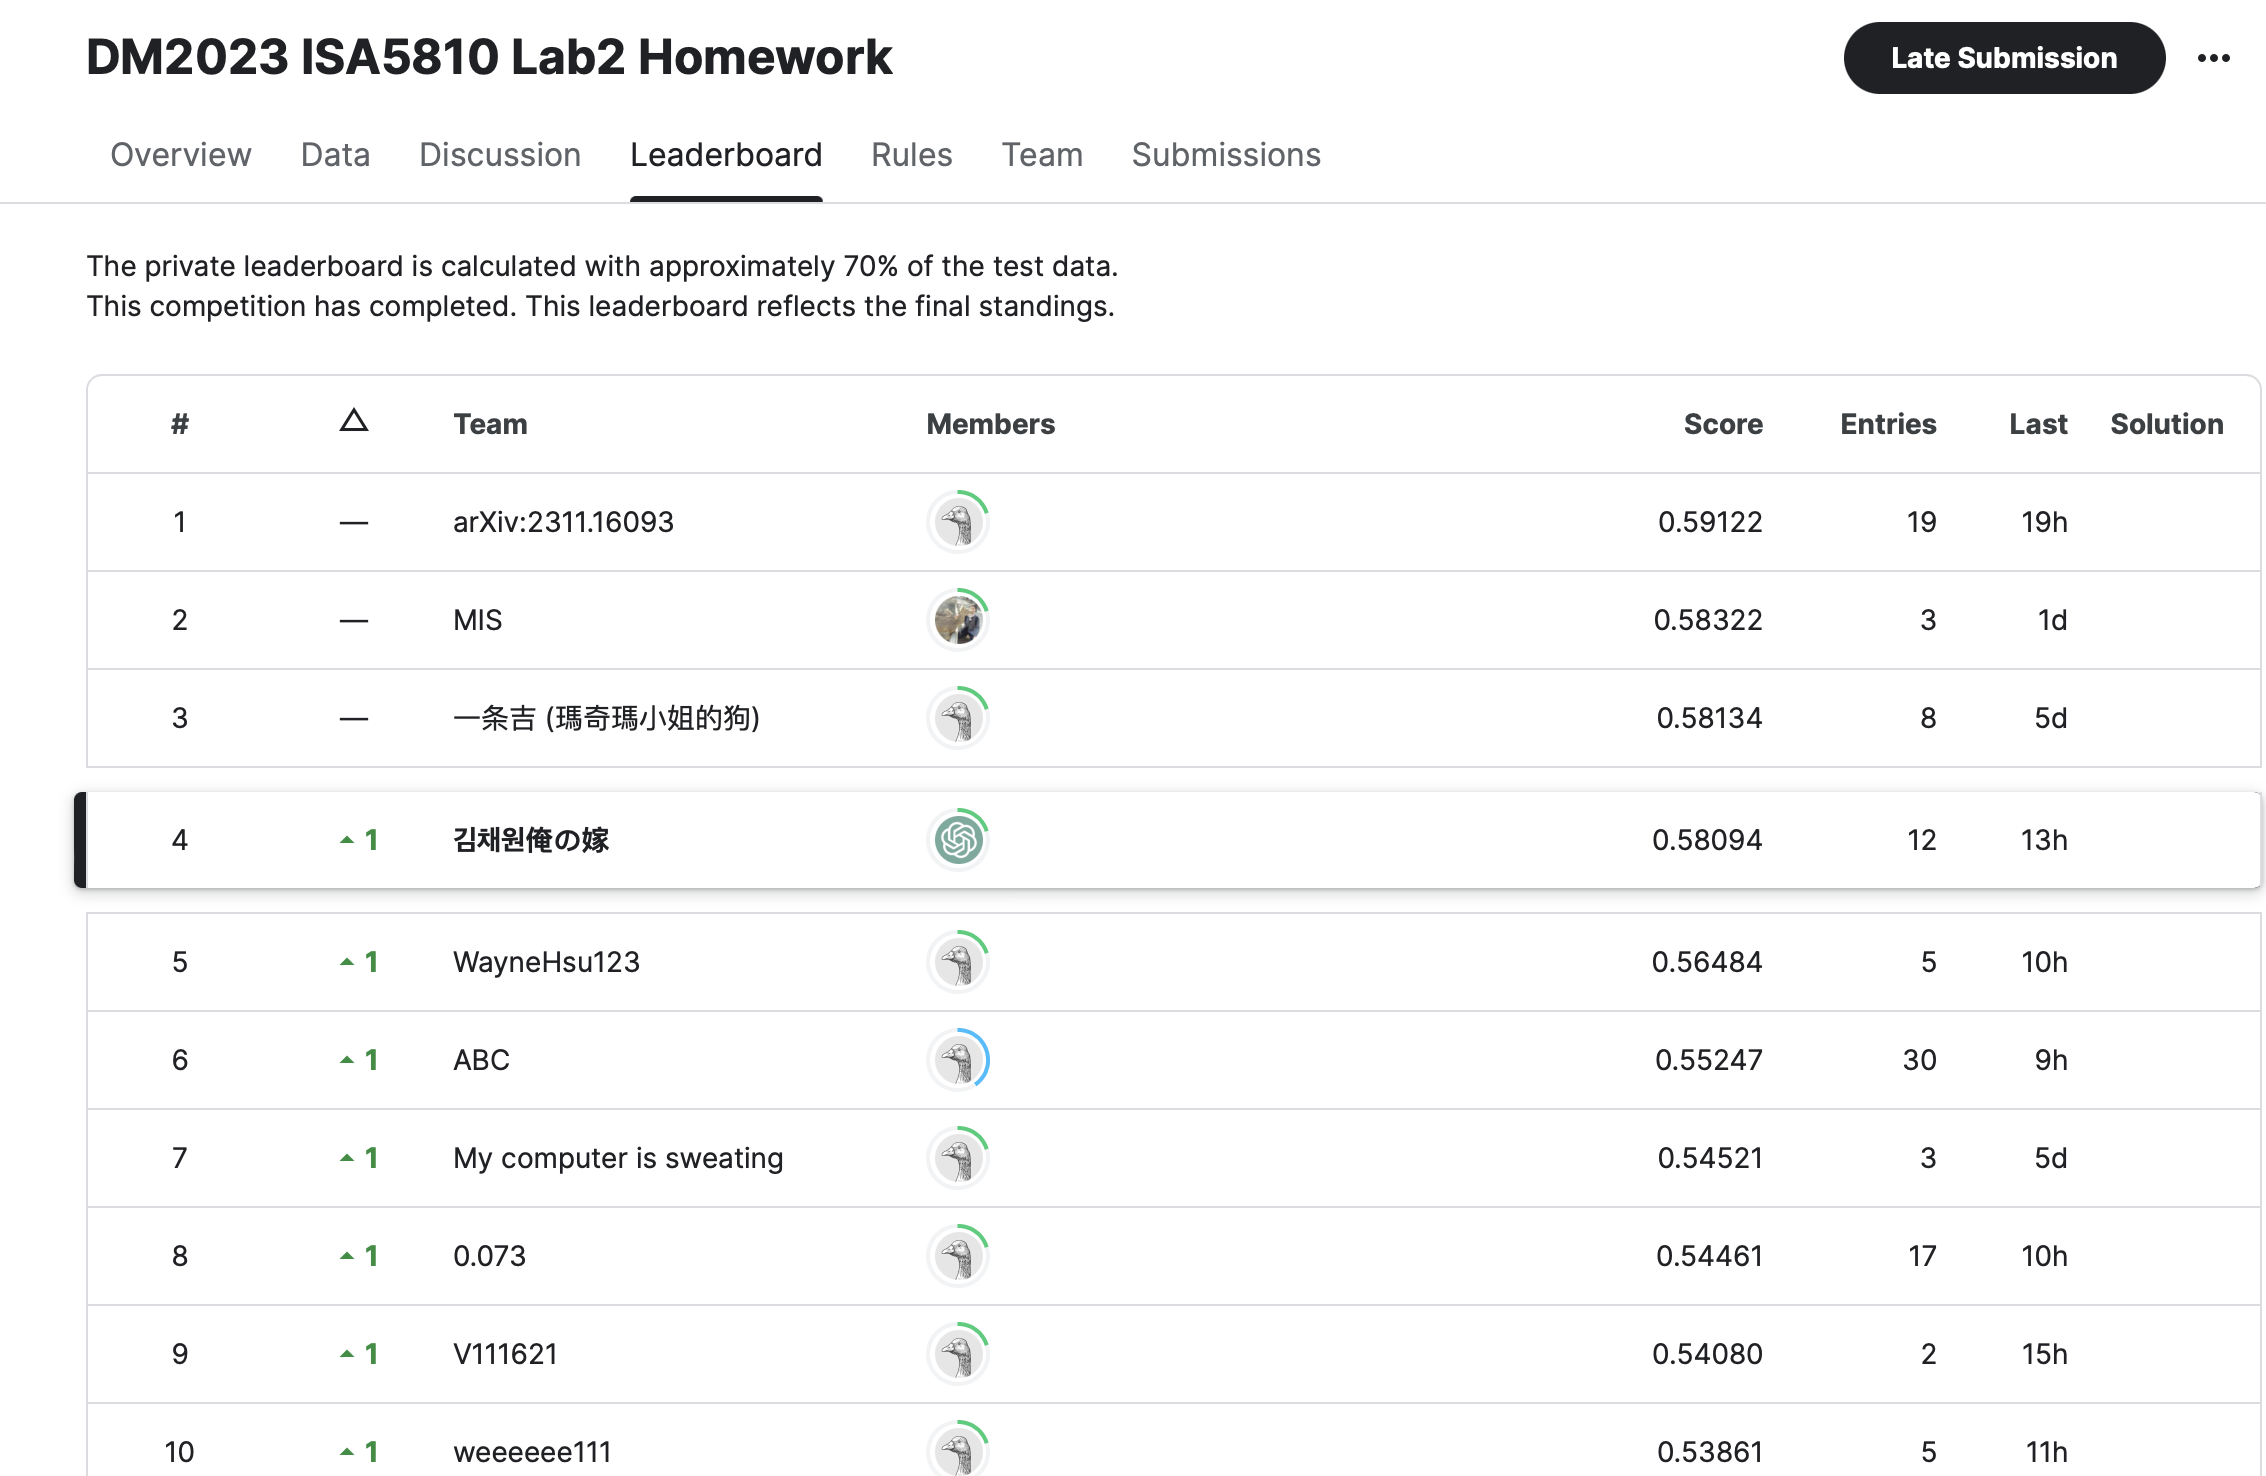 DM2023 ISA5810 Lab2 Homework
Late Submission
Overview Data Discussion Leaderboard Rules Team Submissions
The private leaderboard is calculated with approximately 70% of the test data.
This competition has completed. This leaderboard reflects the final standings.
# △ Team Members Score Entries Last Solution
1 — arXiv:2311.16093 0.59122 19 19h
2 — MIS 0.58322 3 1d
3 — 一条吉 (瑪奇瑪小姐的狗) 0.58134 8 5d
4 ▲ 1 김채원俺の嫁 0.58094 12 13h
5 ▲ 1 WayneHsu123 0.56484 5 10h
6 ▲ 1 ABC 0.55247 30 9h
7 ▲ 1 My computer is sweating 0.54521 3 5d
8 ▲ 1 0.073 0.54461 17 10h
9 ▲ 1 V111621 0.54080 2 15h
10 ▲ 1 weeeeee111 0.53861 5 11h